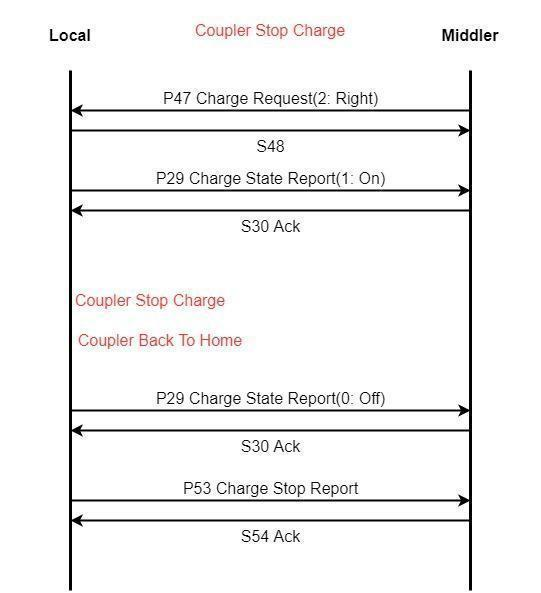 Local
Coupler Stop Charge
Middler
P47 Charge Request(2: Right)
S48
P29 Charge State Report(1: On)
S30 Ack
Coupler Stop Charge
Coupler Back To Home
P29 Charge State Report(0: Off)
S30 Ack
P53 Charge Stop Report
S54 Ack